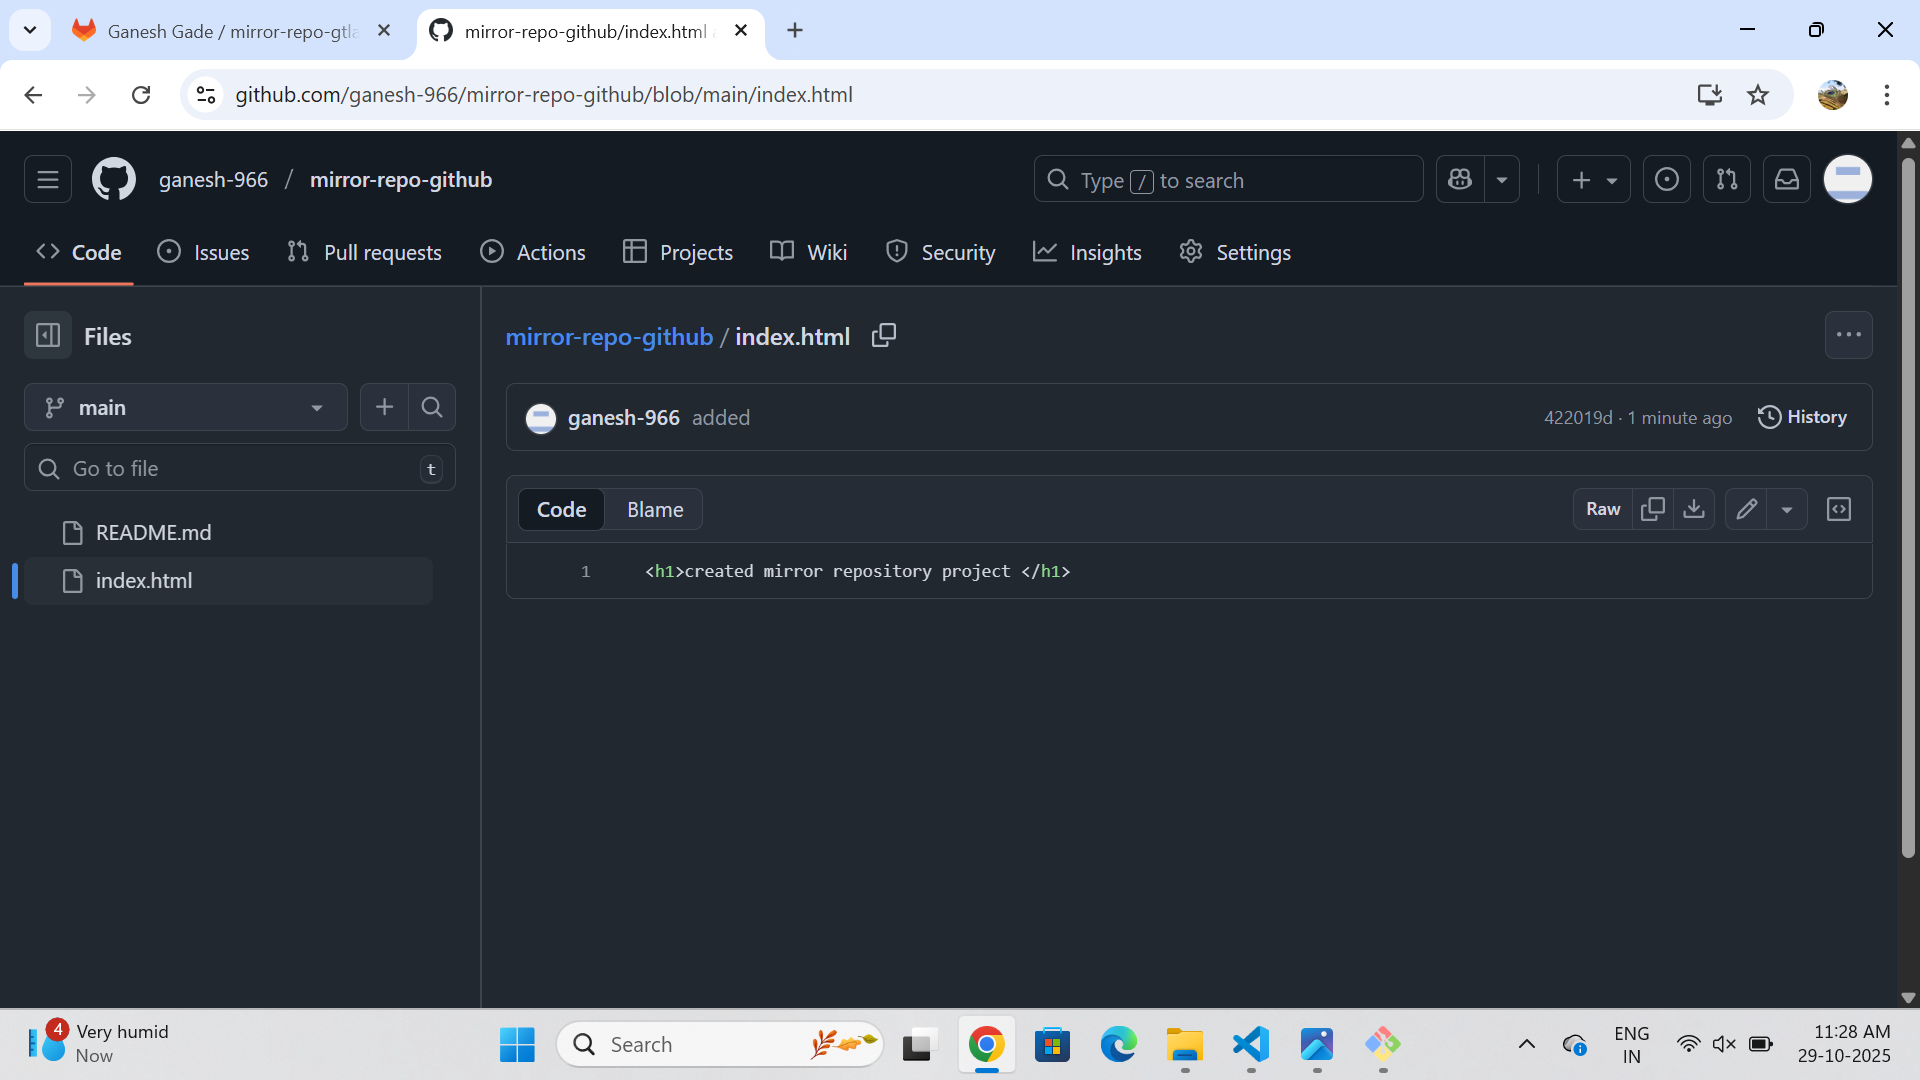 Ganesh Gade / mirror-repo-gtla
mirror-repo-github/index.html
github.com/ganesh-966/mirror-repo-github/blob/main/index.html
ganesh-966 / mirror-repo-github
Type / to search
Code
Issues
Pull requests
Actions
Projects
Wiki
Security
Insights
Settings
Files
mirror-repo-github / index.html
main
ganesh-966 added
422019d · 1 minute ago
History
Go to file
t
Code
Blame
Raw
README.md
index.html
1 <h1>created mirror repository project </h1>
4
Very humid
Now
Search
ENG
IN
11:28 AM
29-10-2025